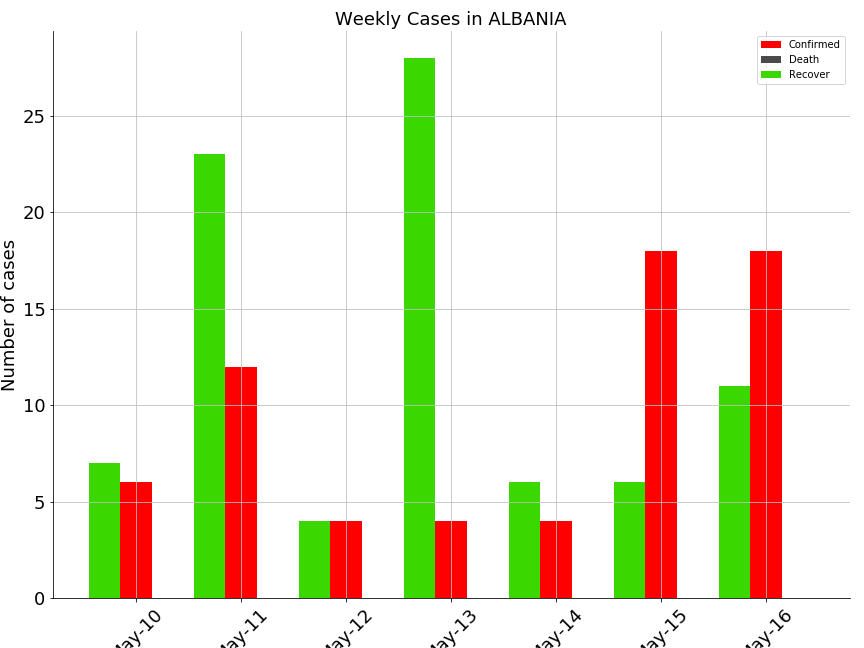 Weekly Cases in ALBANIA
Confirmed
Death
Recover
Number of cases
25
20
15
10
5
0
May-10
May-11
May-12
May-13
May-14
May-15
May-16